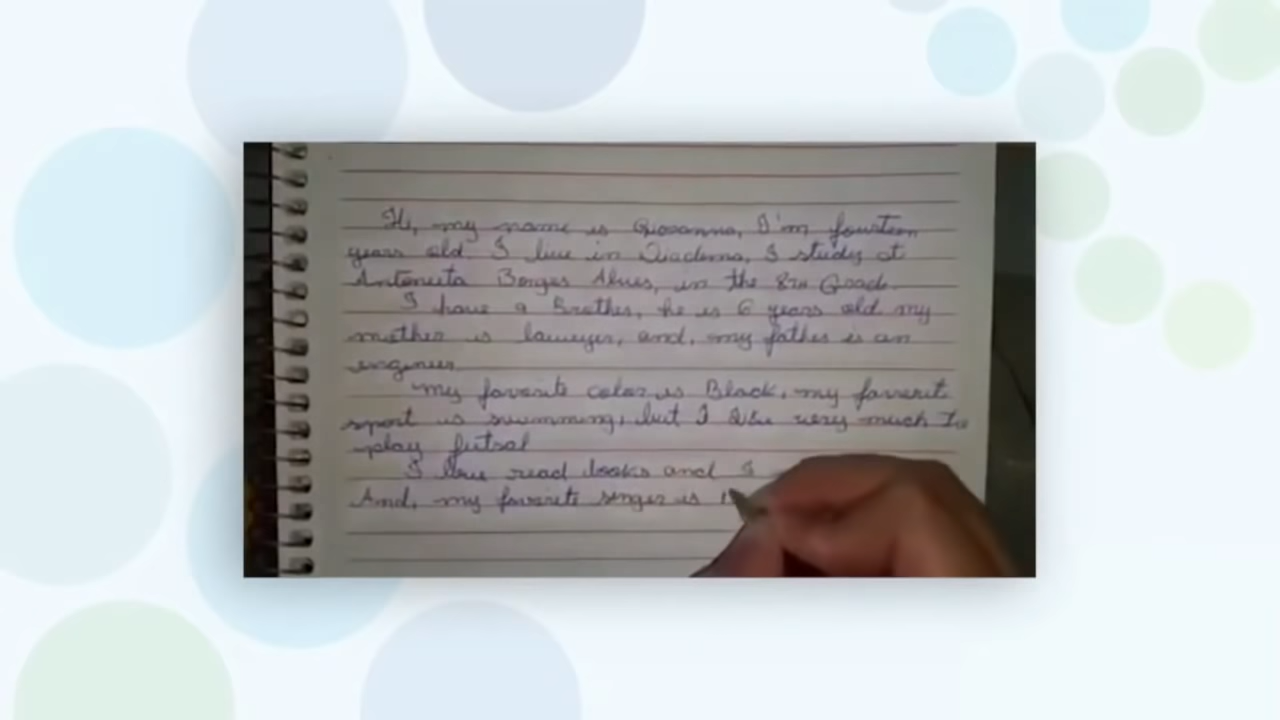 Hi, my name is Giovanna, I'm fourteen
years old. I live in Diadema, I study at
Antonieta Borges Alves, in the 8TH Grade.
I have a Brother, he is 6 years old my
mother is lawyer, and, my father is an
engineer
my favorite color is Black, my favorite
sport is swimming, but I like very much to
play futsal
I love read books and I
And, my favorite singer is